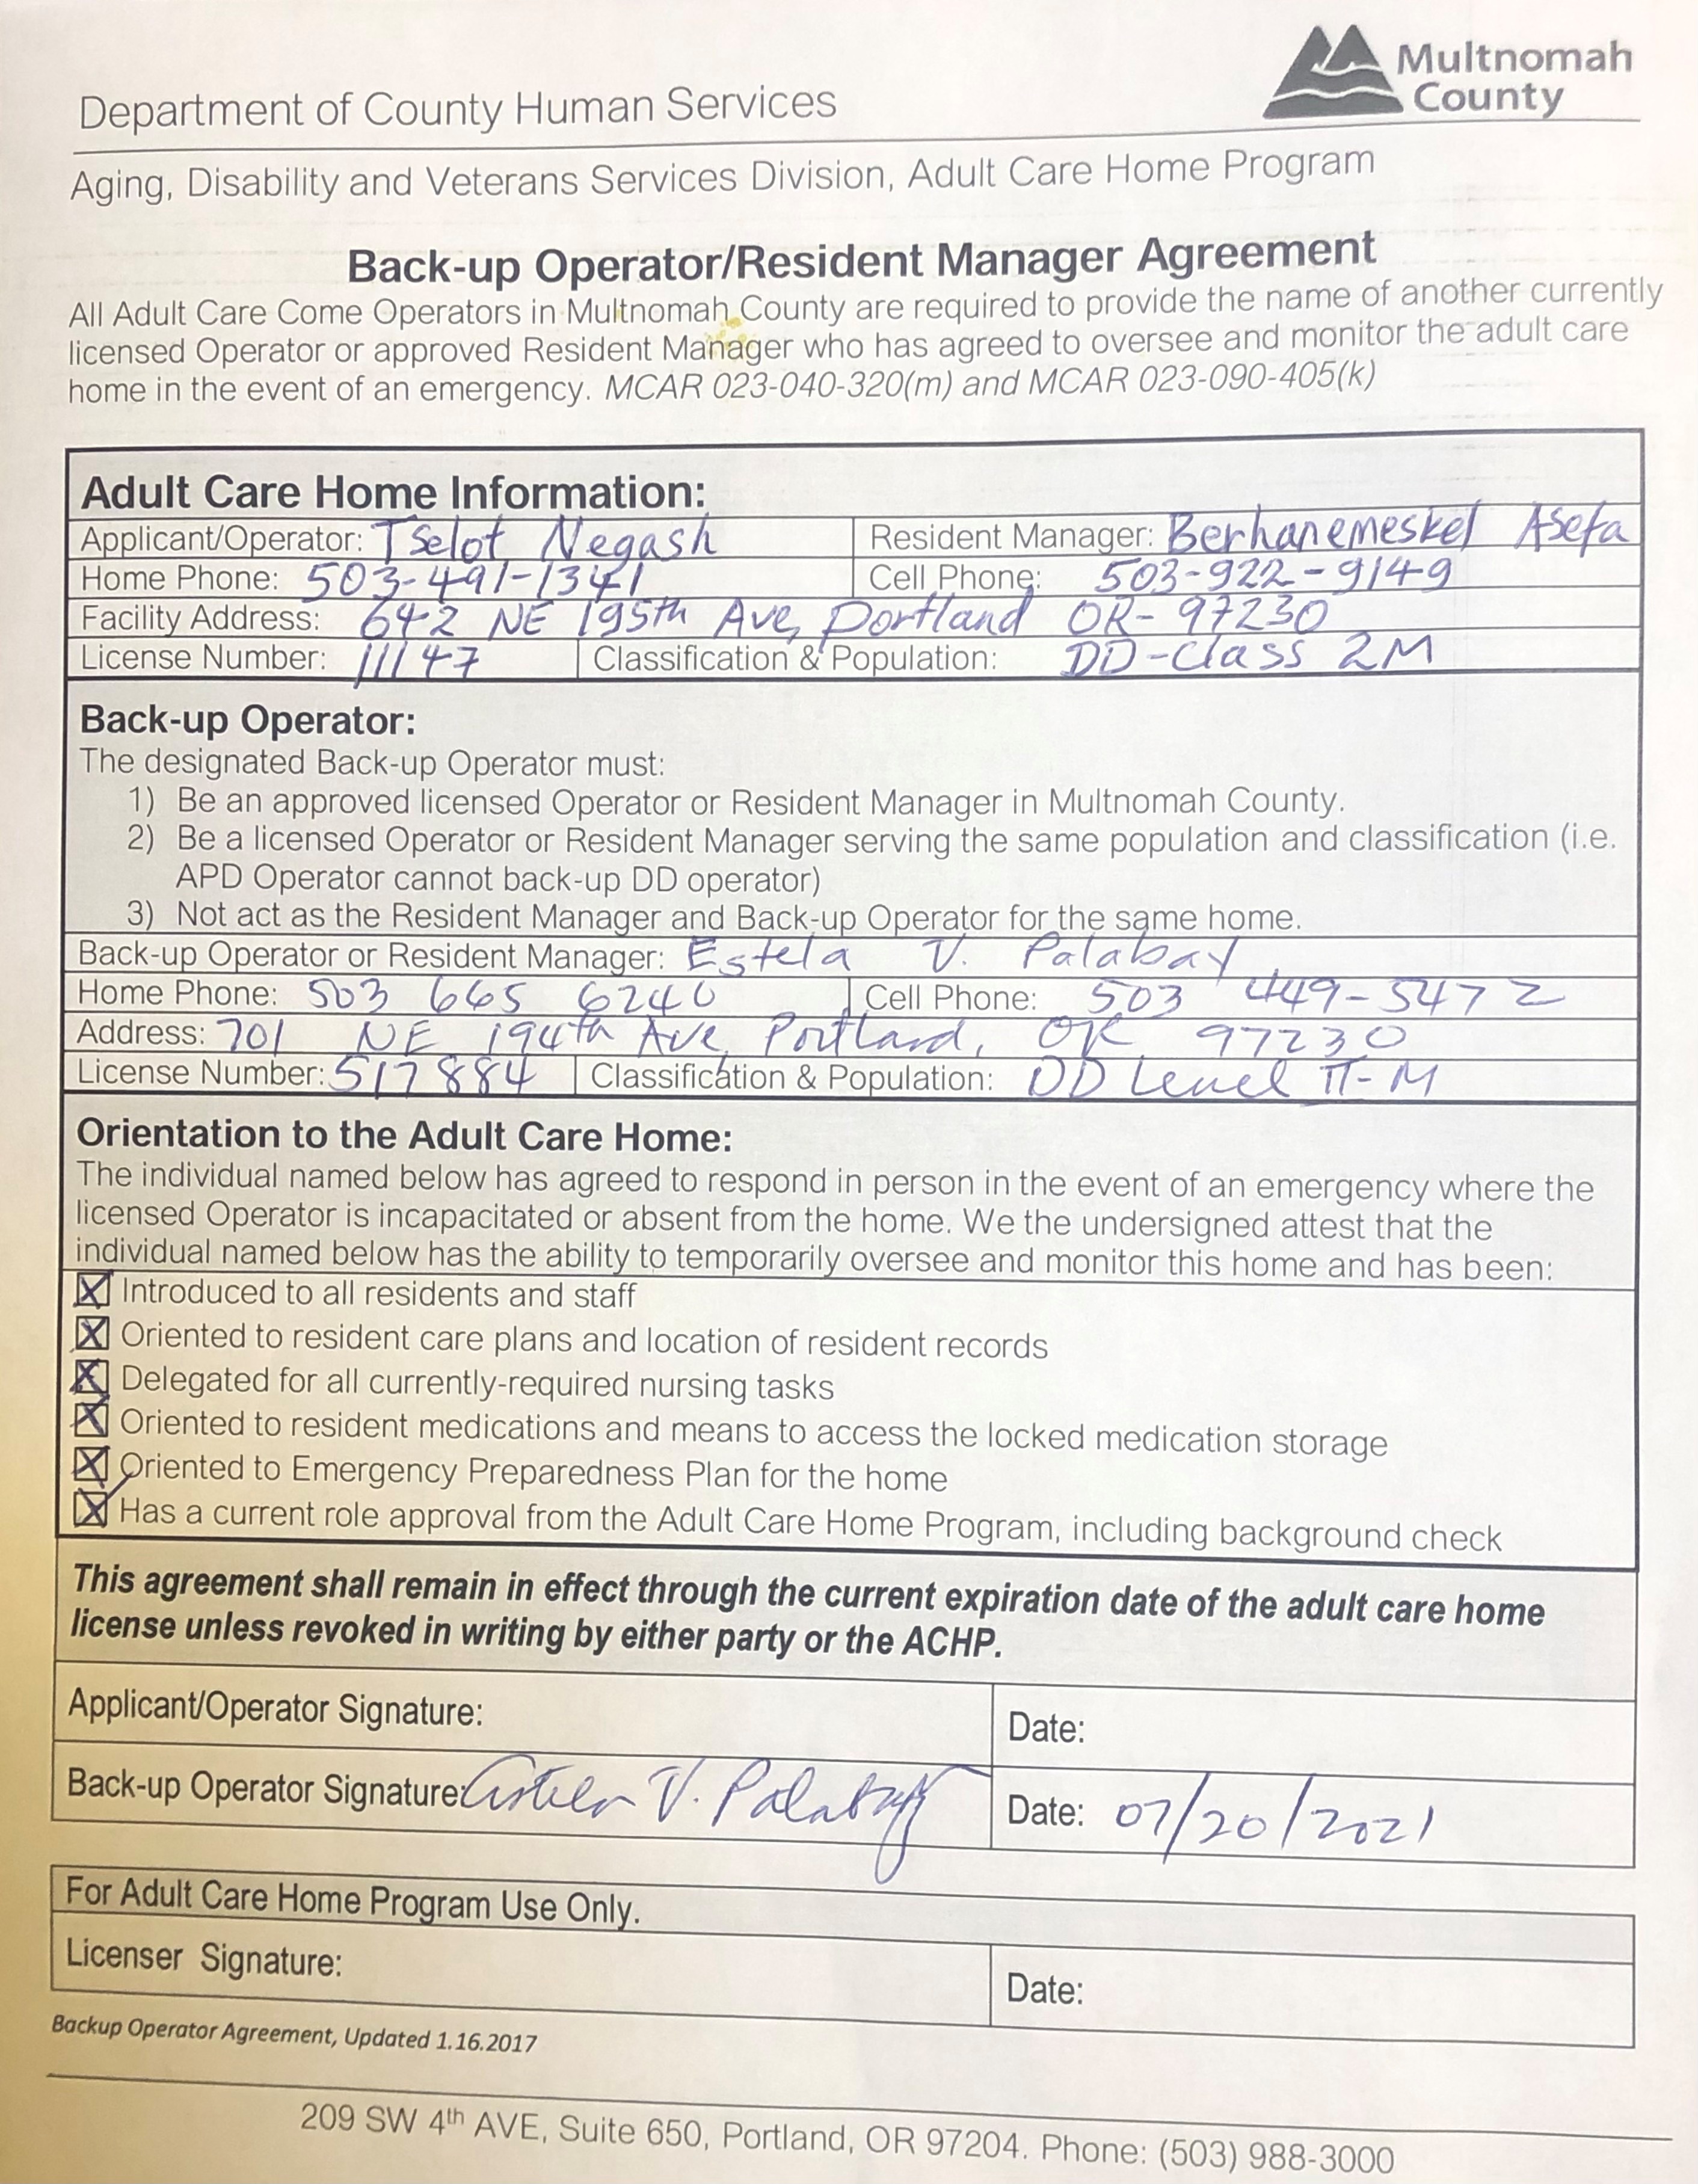 Multnomah
County
Department of County Human Services
Aging, Disability and Veterans Services Division, Adult Care Home Program
Back-up Operator/Resident Manager Agreement
All Adult Care Come Operators in Multnomah County are required to provide the name of another currently
licensed Operator or approved Resident Manager who has agreed to oversee and monitor the adult care
home in the event of an emergency. MCAR 023-040-320(m) and MCAR 023-090-405(k)
Adult Care Home Information:
Applicant/Operator: Tselot Negash Resident Manager: Berhanemeskel Asefa
Home Phone: 503-491-1341 Cell Phone: 503-922-9149
Facility Address: 642 NE 195th Ave, Portland OR- 97230
License Number: 11147 Classification & Population: DD-Class 2M
Back-up Operator:
The designated Back-up Operator must:
1) Be an approved licensed Operator or Resident Manager in Multnomah County.
2) Be a licensed Operator or Resident Manager serving the same population and classification (i.e.
APD Operator cannot back-up DD operator)
3) Not act as the Resident Manager and Back-up Operator for the same home.
Back-up Operator or Resident Manager: Estela V. Palabay
Home Phone: 503 665 6240 Cell Phone: 503 449-5472
Address: 701 NE 194th Ave, Portland, OR 97230
License Number: 517884 Classification & Population: DD Level II-M
Orientation to the Adult Care Home:
The individual named below has agreed to respond in person in the event of an emergency where the
licensed Operator is incapacitated or absent from the home. We the undersigned attest that the
individual named below has the ability to temporarily oversee and monitor this home and has been:
☒ Introduced to all residents and staff
☒ Oriented to resident care plans and location of resident records
☒ Delegated for all currently-required nursing tasks
☒ Oriented to resident medications and means to access the locked medication storage
☒ Oriented to Emergency Preparedness Plan for the home
☒ Has a current role approval from the Adult Care Home Program, including background check
This agreement shall remain in effect through the current expiration date of the adult care home
license unless revoked in writing by either party or the ACHP.
Applicant/Operator Signature: Date:
Back-up Operator Signature: Estela V. Palabay Date: 07/20/2021
For Adult Care Home Program Use Only.
Licenser Signature: Date:
Backup Operator Agreement, Updated 1.16.2017
209 SW 4th AVE, Suite 650, Portland, OR 97204. Phone: (503) 988-3000